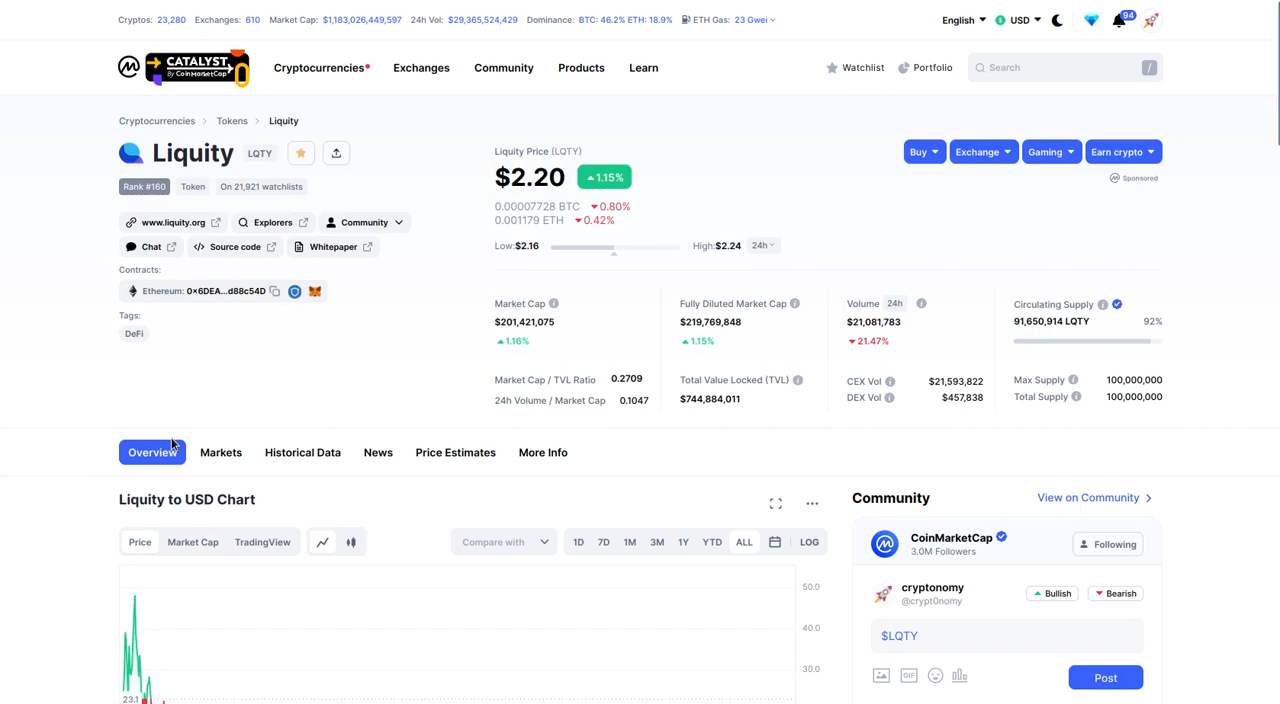 Cryptos: 23,280 Exchanges: 610 Market Cap: $1,183,026,449,597 24h Vol: $29,365,524,429 Dominance: BTC: 46.2% ETH: 18.9% ETH Gas: 23 Gwei
English USD 94
CATALYST
By CoinMarketCap
Cryptocurrencies Exchanges Community Products Learn Watchlist Portfolio Search /
Cryptocurrencies > Tokens > Liquity
Liquity LQTY
Rank #160 Token On 21,921 watchlists
www.liquity.org Explorers Community
Chat Source code Whitepaper
Contracts:
Ethereum: 0x6DEA...d88c54D
Tags:
DeFi
Liquity Price (LQTY)
$2.20 1.15%
0.00007728 BTC 0.80%
0.001179 ETH 0.42%
Low:$2.16 High:$2.24 24h
Buy Exchange Gaming Earn crypto
Sponsored
Market Cap
$201,421,075
1.16%
Market Cap / TVL Ratio 0.2709
24h Volume / Market Cap 0.1047
Fully Diluted Market Cap
$219,769,848
1.15%
Total Value Locked (TVL)
$744,884,011
Volume 24h
$21,081,783
21.47%
CEX Vol $21,593,822
DEX Vol $457,838
Circulating Supply
91,650,914 LQTY 92%
Max Supply 100,000,000
Total Supply 100,000,000
Overview Markets Historical Data News Price Estimates More Info
Liquity to USD Chart
Price Market Cap TradingView Compare with 1D 7D 1M 3M 1Y YTD ALL LOG
50.0
40.0
30.0
23.1
Community View on Community >
CoinMarketCap
3.0M Followers
Following
cryptonomy
@crypt0nomy
Bullish Bearish
$LQTY
GIF
Post